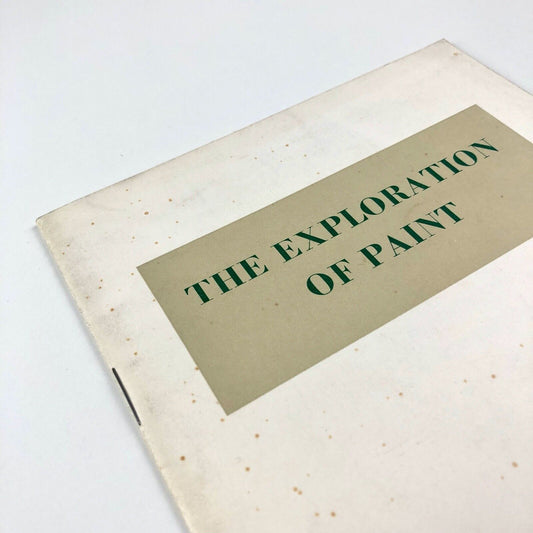 THE EXPLORATION
OF PAINT